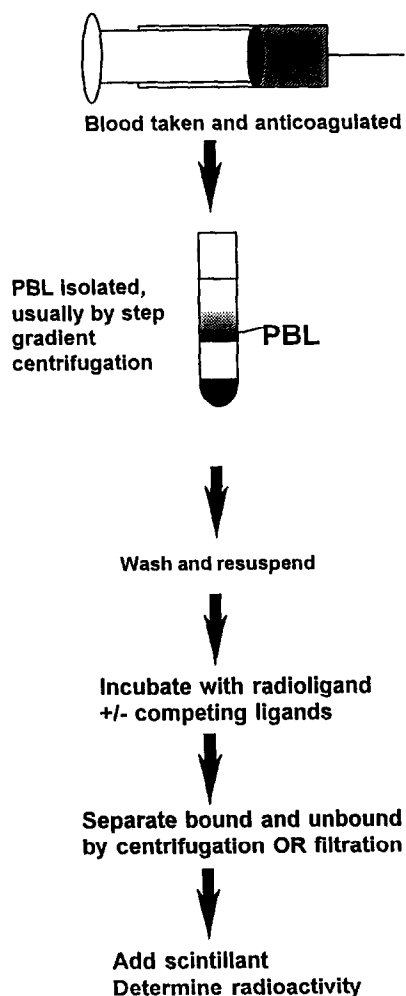 Blood taken and anticoagulated
PBL isolated,
usually by step
gradient
centrifugation
PBL
Wash and resuspend
Incubate with radioligand
+/- competing ligands
Separate bound and unbound
by centrifugation OR filtration
Add scintillant
Determine radioactivity